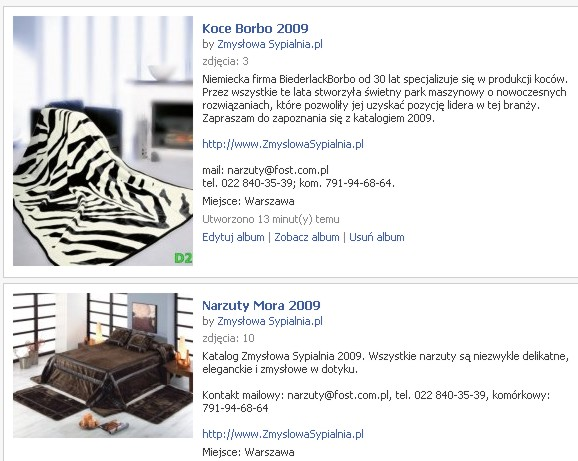 Koce Borbo 2009
by Zmysłowa Sypialnia.pl
zdjęcia: 3
Niemiecka firma BiederlackBorbo od 30 lat specjalizuje się w produkcji koców.
Przez wszystkie te lata stworzyła świetny park maszynowy o nowoczesnych
rozwiązaniach, które pozwoliły jej uzyskać pozycję lidera w tej branży.
Zapraszam do zapoznania się z katalogiem 2009.
http://www.ZmyslowaSypialnia.pl
mail: narzuty@fost.com.pl
tel. 022 840-35-39; kom. 791-94-68-64.
Miejsce: Warszawa
Utworzono 13 minut(y) temu
Edytuj album | Zobacz album | Usuń album
D2
Narzuty Mora 2009
by Zmysłowa Sypialnia.pl
zdjęcia: 10
Katalog Zmysłowa Sypialnia 2009. Wszystkie narzuty są niezwykle delikatne,
eleganckie i zmysłowe w dotyku.
Kontakt mailowy: narzuty@fost.com.pl, tel. 022 840-35-39, komórkowy:
791-94-68-64
http://www.ZmyslowaSypialnia.pl
Miejsce: Warszawa